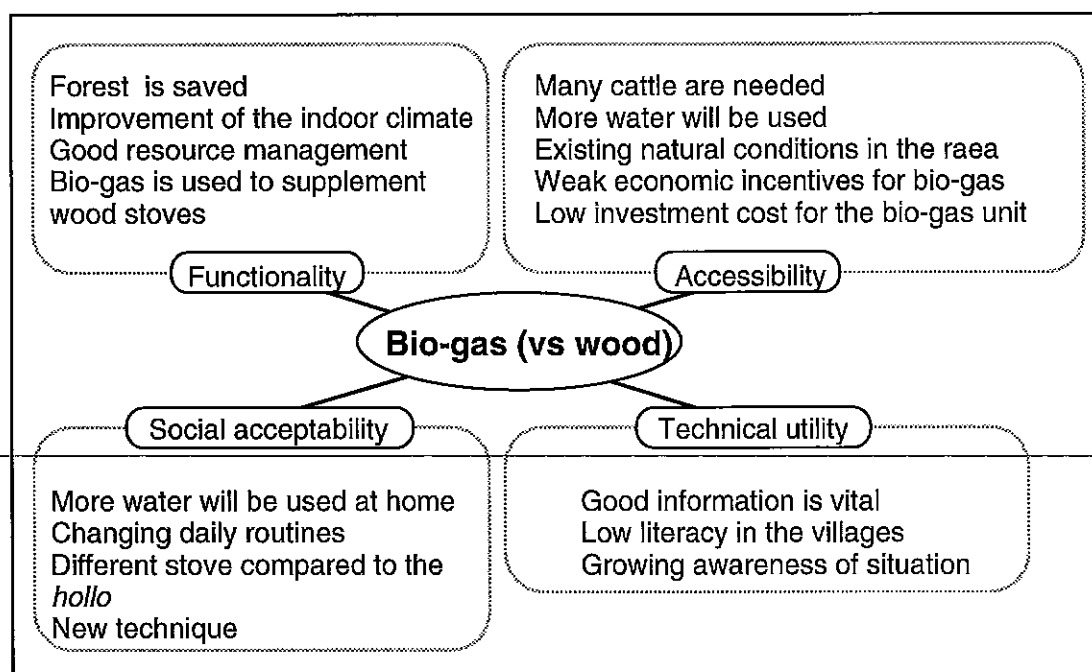 Forest is saved
Improvement of the indoor climate
Good resource management
Bio-gas is used to supplement
wood stoves
Functionality
Many cattle are needed
More water will be used
Existing natural conditions in the raea
Weak economic incentives for bio-gas
Low investment cost for the bio-gas unit
Accessibility
Bio-gas (vs wood)
Social acceptability
More water will be used at home
Changing daily routines
Different stove compared to the
hollo
New technique
Technical utility
Good information is vital
Low literacy in the villages
Growing awareness of situation